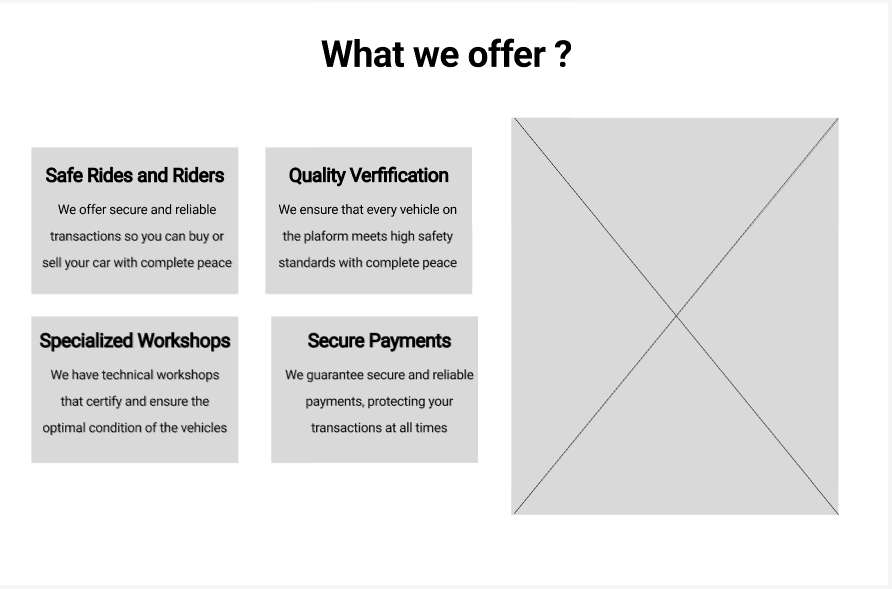 What we offer ?
Safe Rides and Riders
We offer secure and reliable
transactions so you can buy or
sell your car with complete peace
Quality Verfification
We ensure that every vehicle on
the plaform meets high safety
standards with complete peace
Specialized Workshops
We have technical workshops
that certify and ensure the
optimal condition of the vehicles
Secure Payments
We guarantee secure and reliable
payments, protecting your
transactions at all times